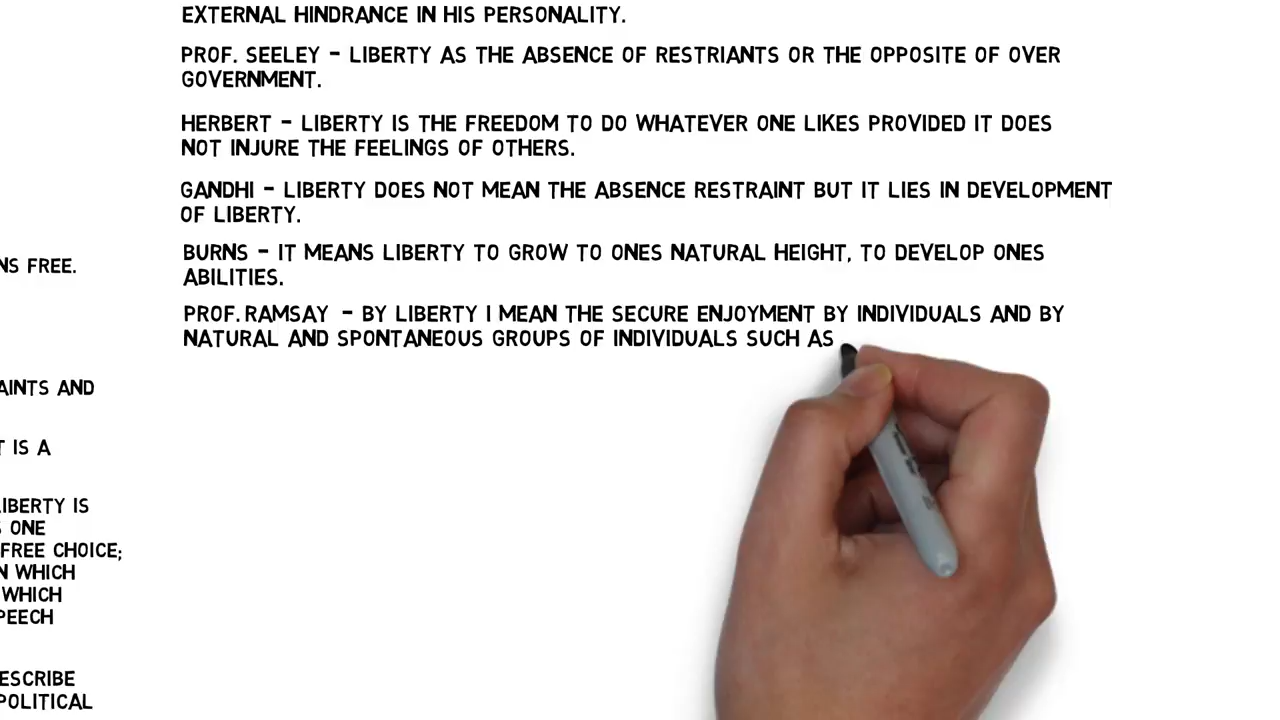 EXTERNAL HINDRANCE IN HIS PERSONALITY.
PROF. SEELEY – LIBERTY AS THE ABSENCE OF RESTRIANTS OR THE OPPOSITE OF OVER
GOVERNMENT.
HERBERT – LIBERTY IS THE FREEDOM TO DO WHATEVER ONE LIKES PROVIDED IT DOES
NOT INJURE THE FEELINGS OF OTHERS.
GANDHI – LIBERTY DOES NOT MEAN THE ABSENCE RESTRAINT BUT IT LIES IN DEVELOPMENT
OF LIBERTY.
BURNS – IT MEANS LIBERTY TO GROW TO ONES NATURAL HEIGHT, TO DEVELOP ONES
ABILITIES.
PROF. RAMSAY – BY LIBERTY I MEAN THE SECURE ENJOYMENT BY INDIVIDUALS AND BY
NATURAL AND SPONTANEOUS GROUPS OF INDIVIDUALS SUCH AS
NS FREE.
AINTS AND
T IS A
IBERTY IS
S ONE
FREE CHOICE;
N WHICH
WHICH
PEECH
ESCRIBE
POLITICAL